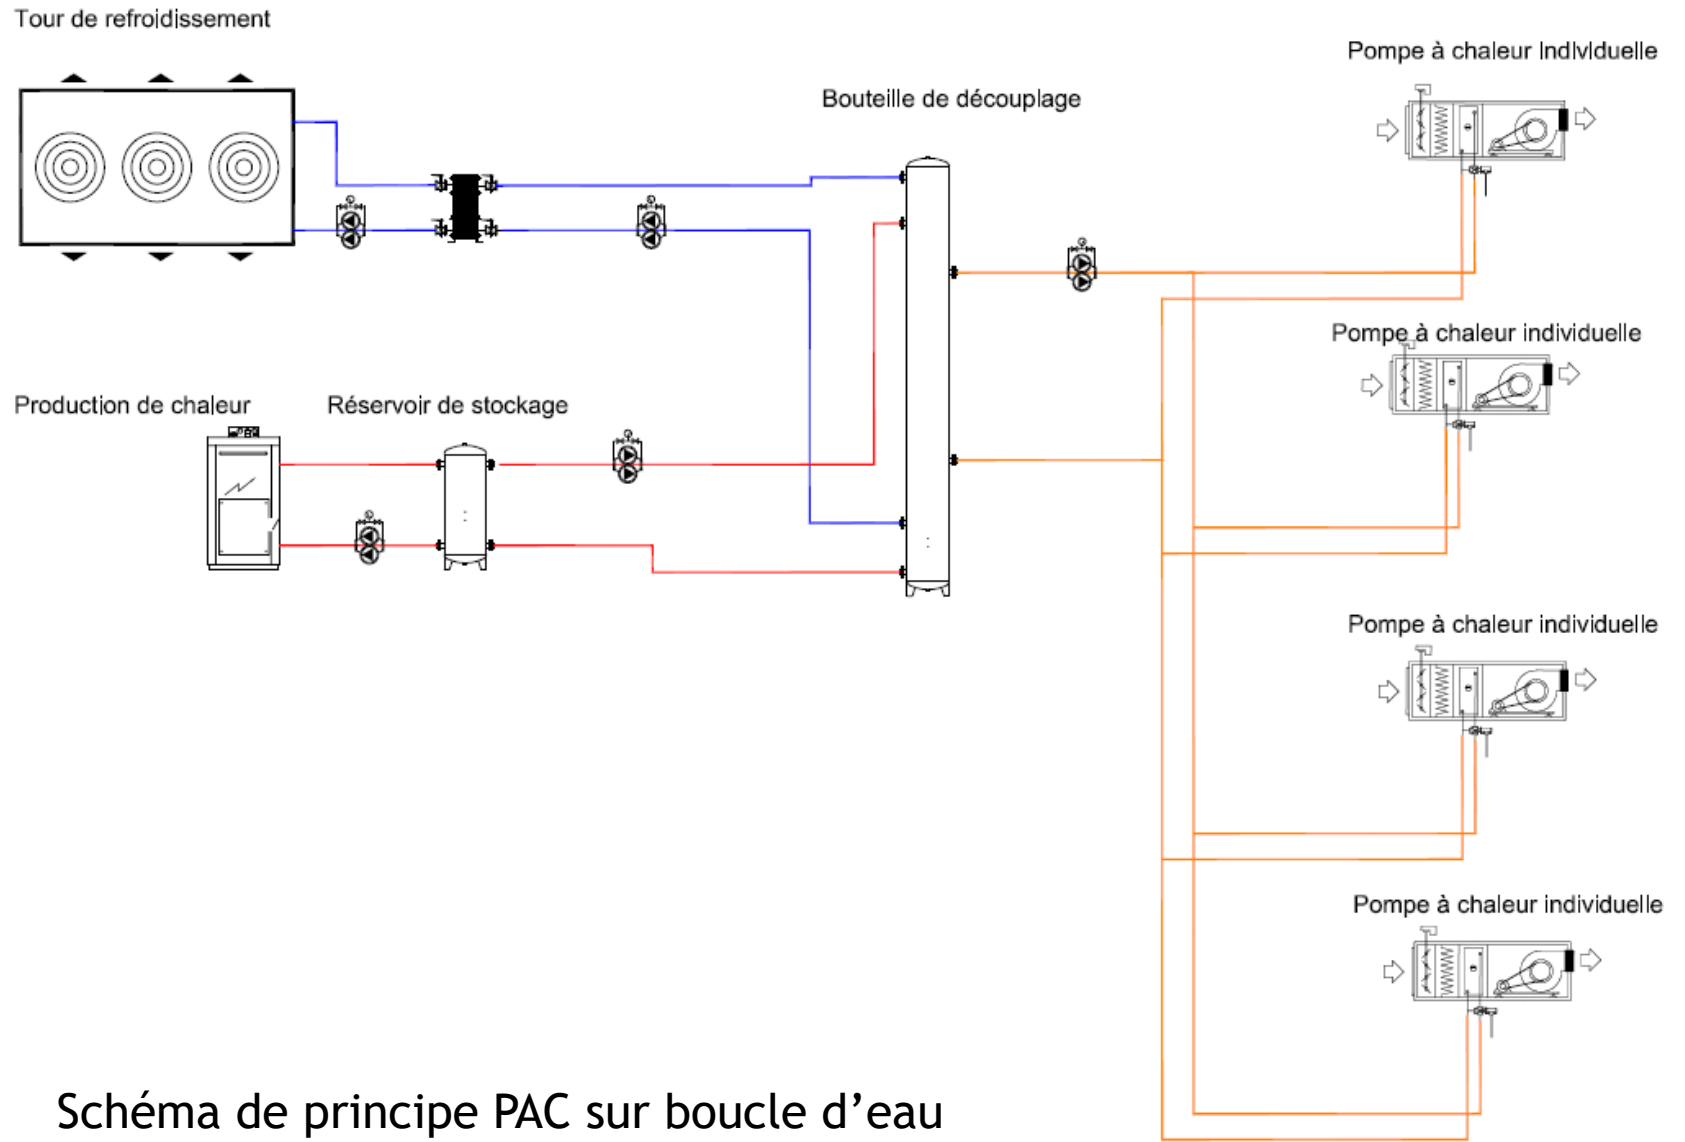 Tour de refroidissement
Pompe à chaleur individuelle
Bouteille de découplage
Pompe à chaleur individuelle
Production de chaleur
Réservoir de stockage
Pompe à chaleur individuelle
Pompe à chaleur individuelle
Schéma de principe PAC sur boucle d’eau